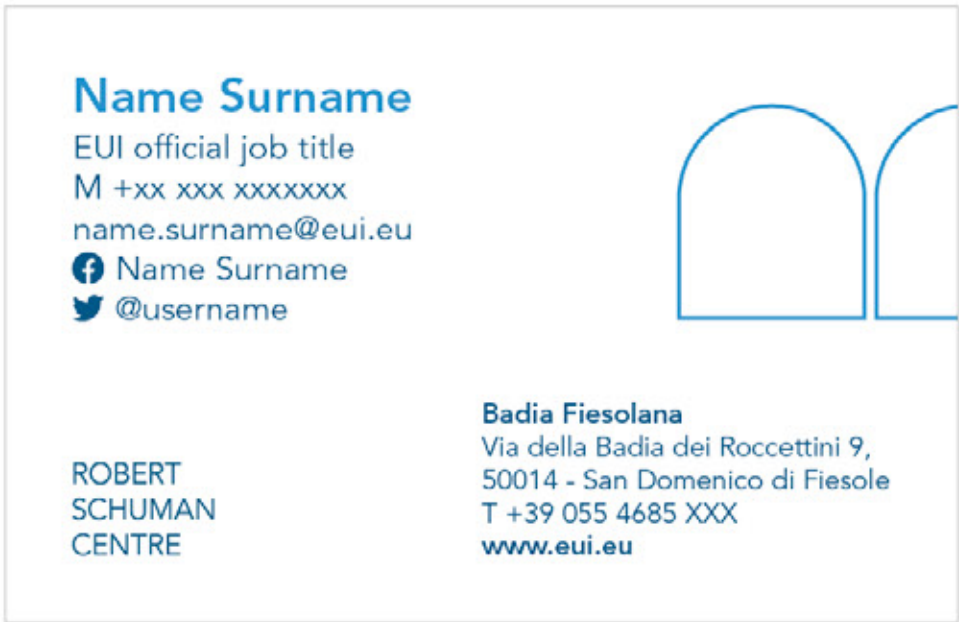 Name Surname
EUI official job title
M +xx xxx xxxxxxx
name.surname@eui.eu
Name Surname
@username
ROBERT
SCHUMAN
CENTRE
Badia Fiesolana
Via della Badia dei Roccettini 9,
50014 - San Domenico di Fiesole
T +39 055 4685 XXX
www.eui.eu